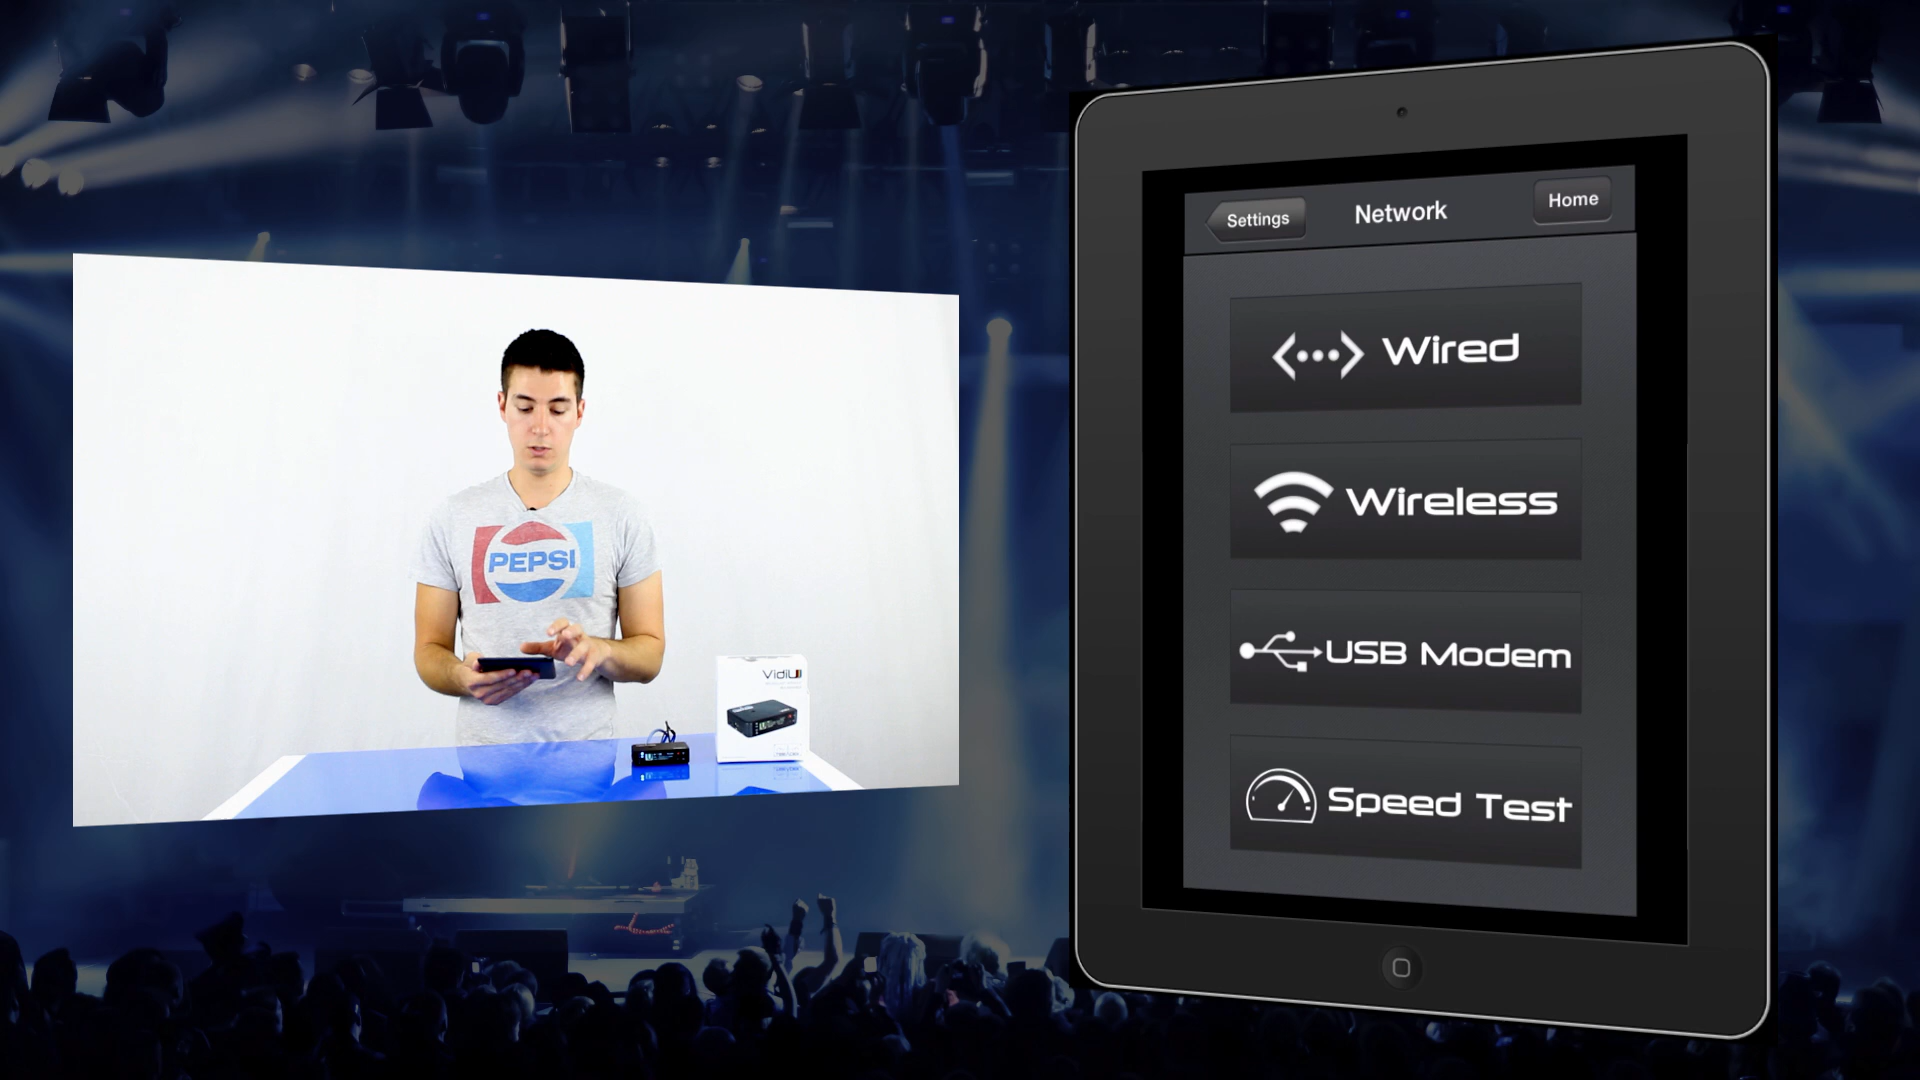 PEPSI
VidiU
Settings
Network
Home
Wired
Wireless
USB Modem
Speed Test